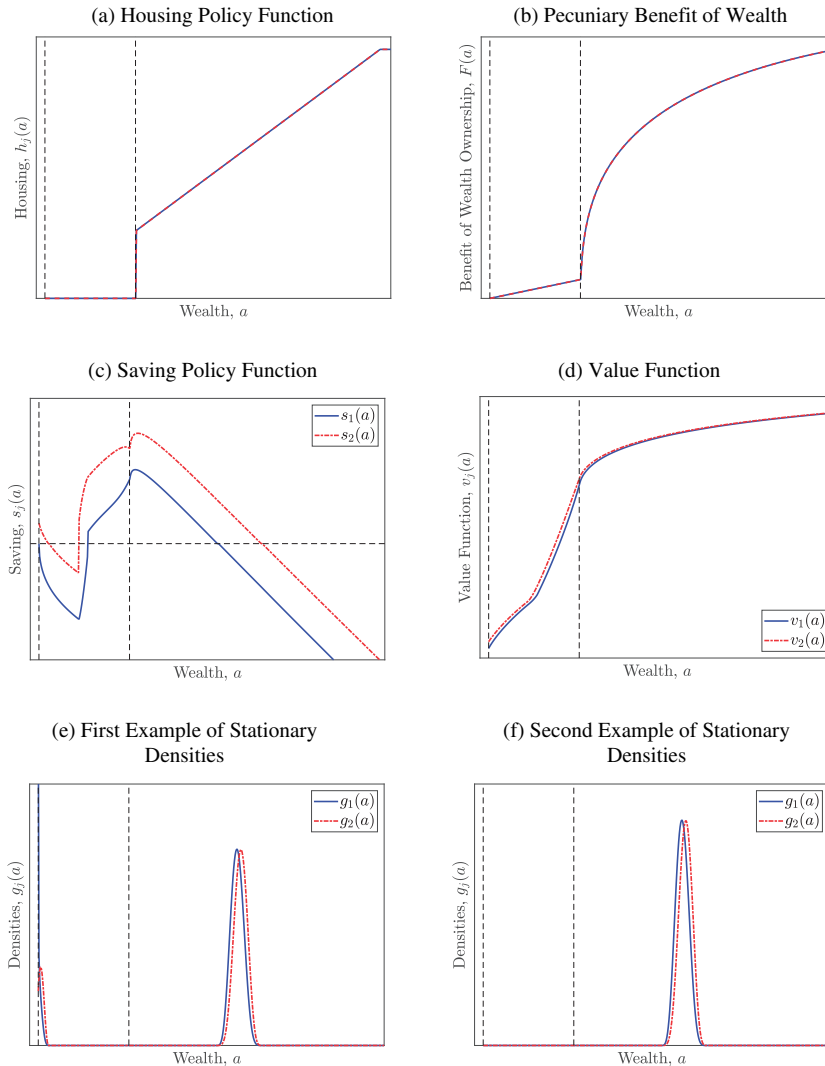 (a) Housing Policy Function
Housing, h_j(a)
Wealth, a
(b) Pecuniary Benefit of Wealth
Benefit of Wealth Ownership, F(a)
Wealth, a
(c) Saving Policy Function
Saving, s_j(a)
s_1(a)
s_2(a)
Wealth, a
(d) Value Function
Value Function, v_j(a)
v_1(a)
v_2(a)
Wealth, a
(e) First Example of Stationary
Densities
Densities, g_j(a)
g_1(a)
g_2(a)
Wealth, a
(f) Second Example of Stationary
Densities
Densities, g_j(a)
g_1(a)
g_2(a)
Wealth, a